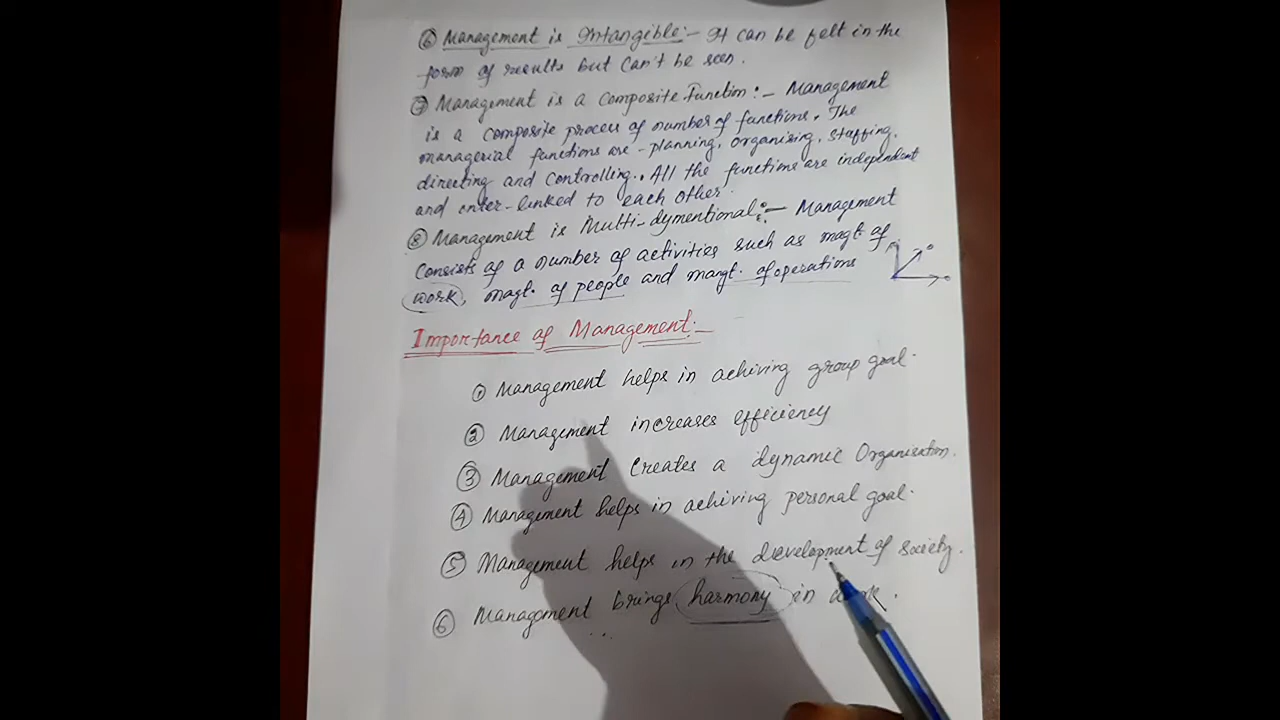 ⑥ Management is Intangible:- It can be felt in the
form of results but can't be seen.
⑦ Management is a Composite Function:- Management
is a composite process of number of functions. The
managerial functions are - planning, organising, staffing,
directing and controlling. All the functions are independent
and inter-linked to each other.
⑧ Management is Multi-dymentional:- Management
Consists of a number of activities such as magt. of
work, magt. of people and mangt. of operations
Importance of Management:-
① Management helps in achiving group goal.
② Management increases efficiency
③ Management Creates a dynamic Organisation.
④ Management helps in achiving personal goal.
⑤ Management helps in the development of society.
⑥ Management brings harmony in